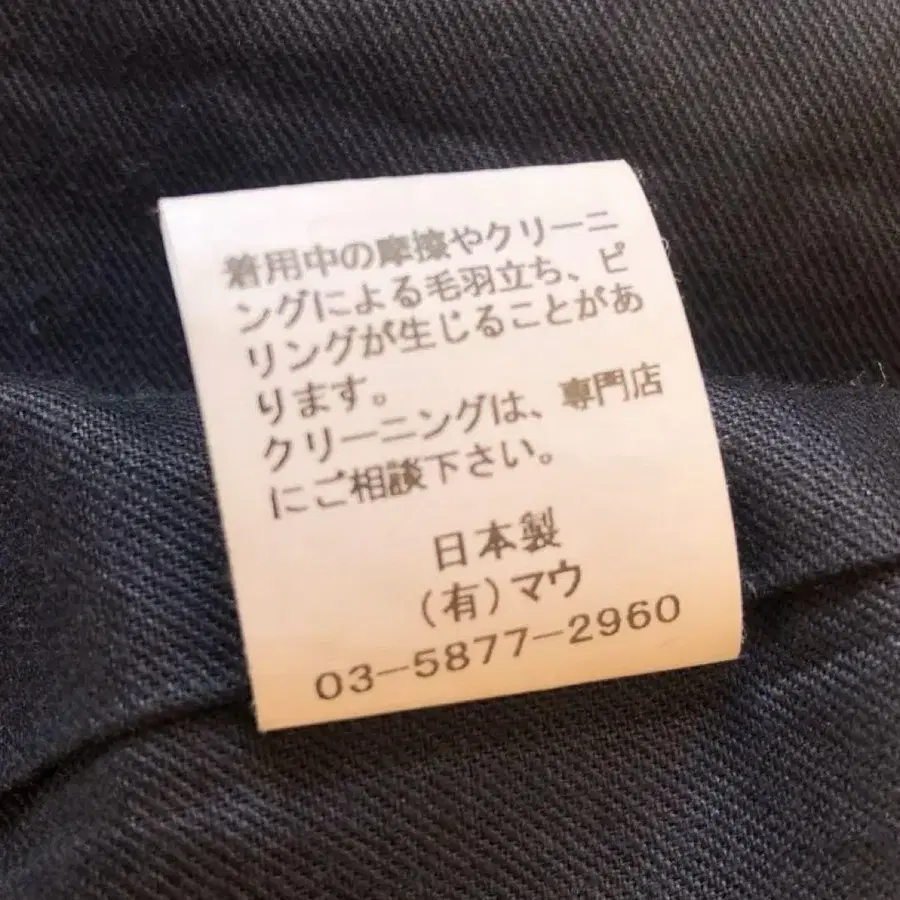 着用中の摩擦やクリーニ
ングによる毛羽立ち、ピ
リングが生じることがあ
ります。
クリーニングは、専門店
にご相談下さい。
日本製
(有)マウ
03-5877-2960